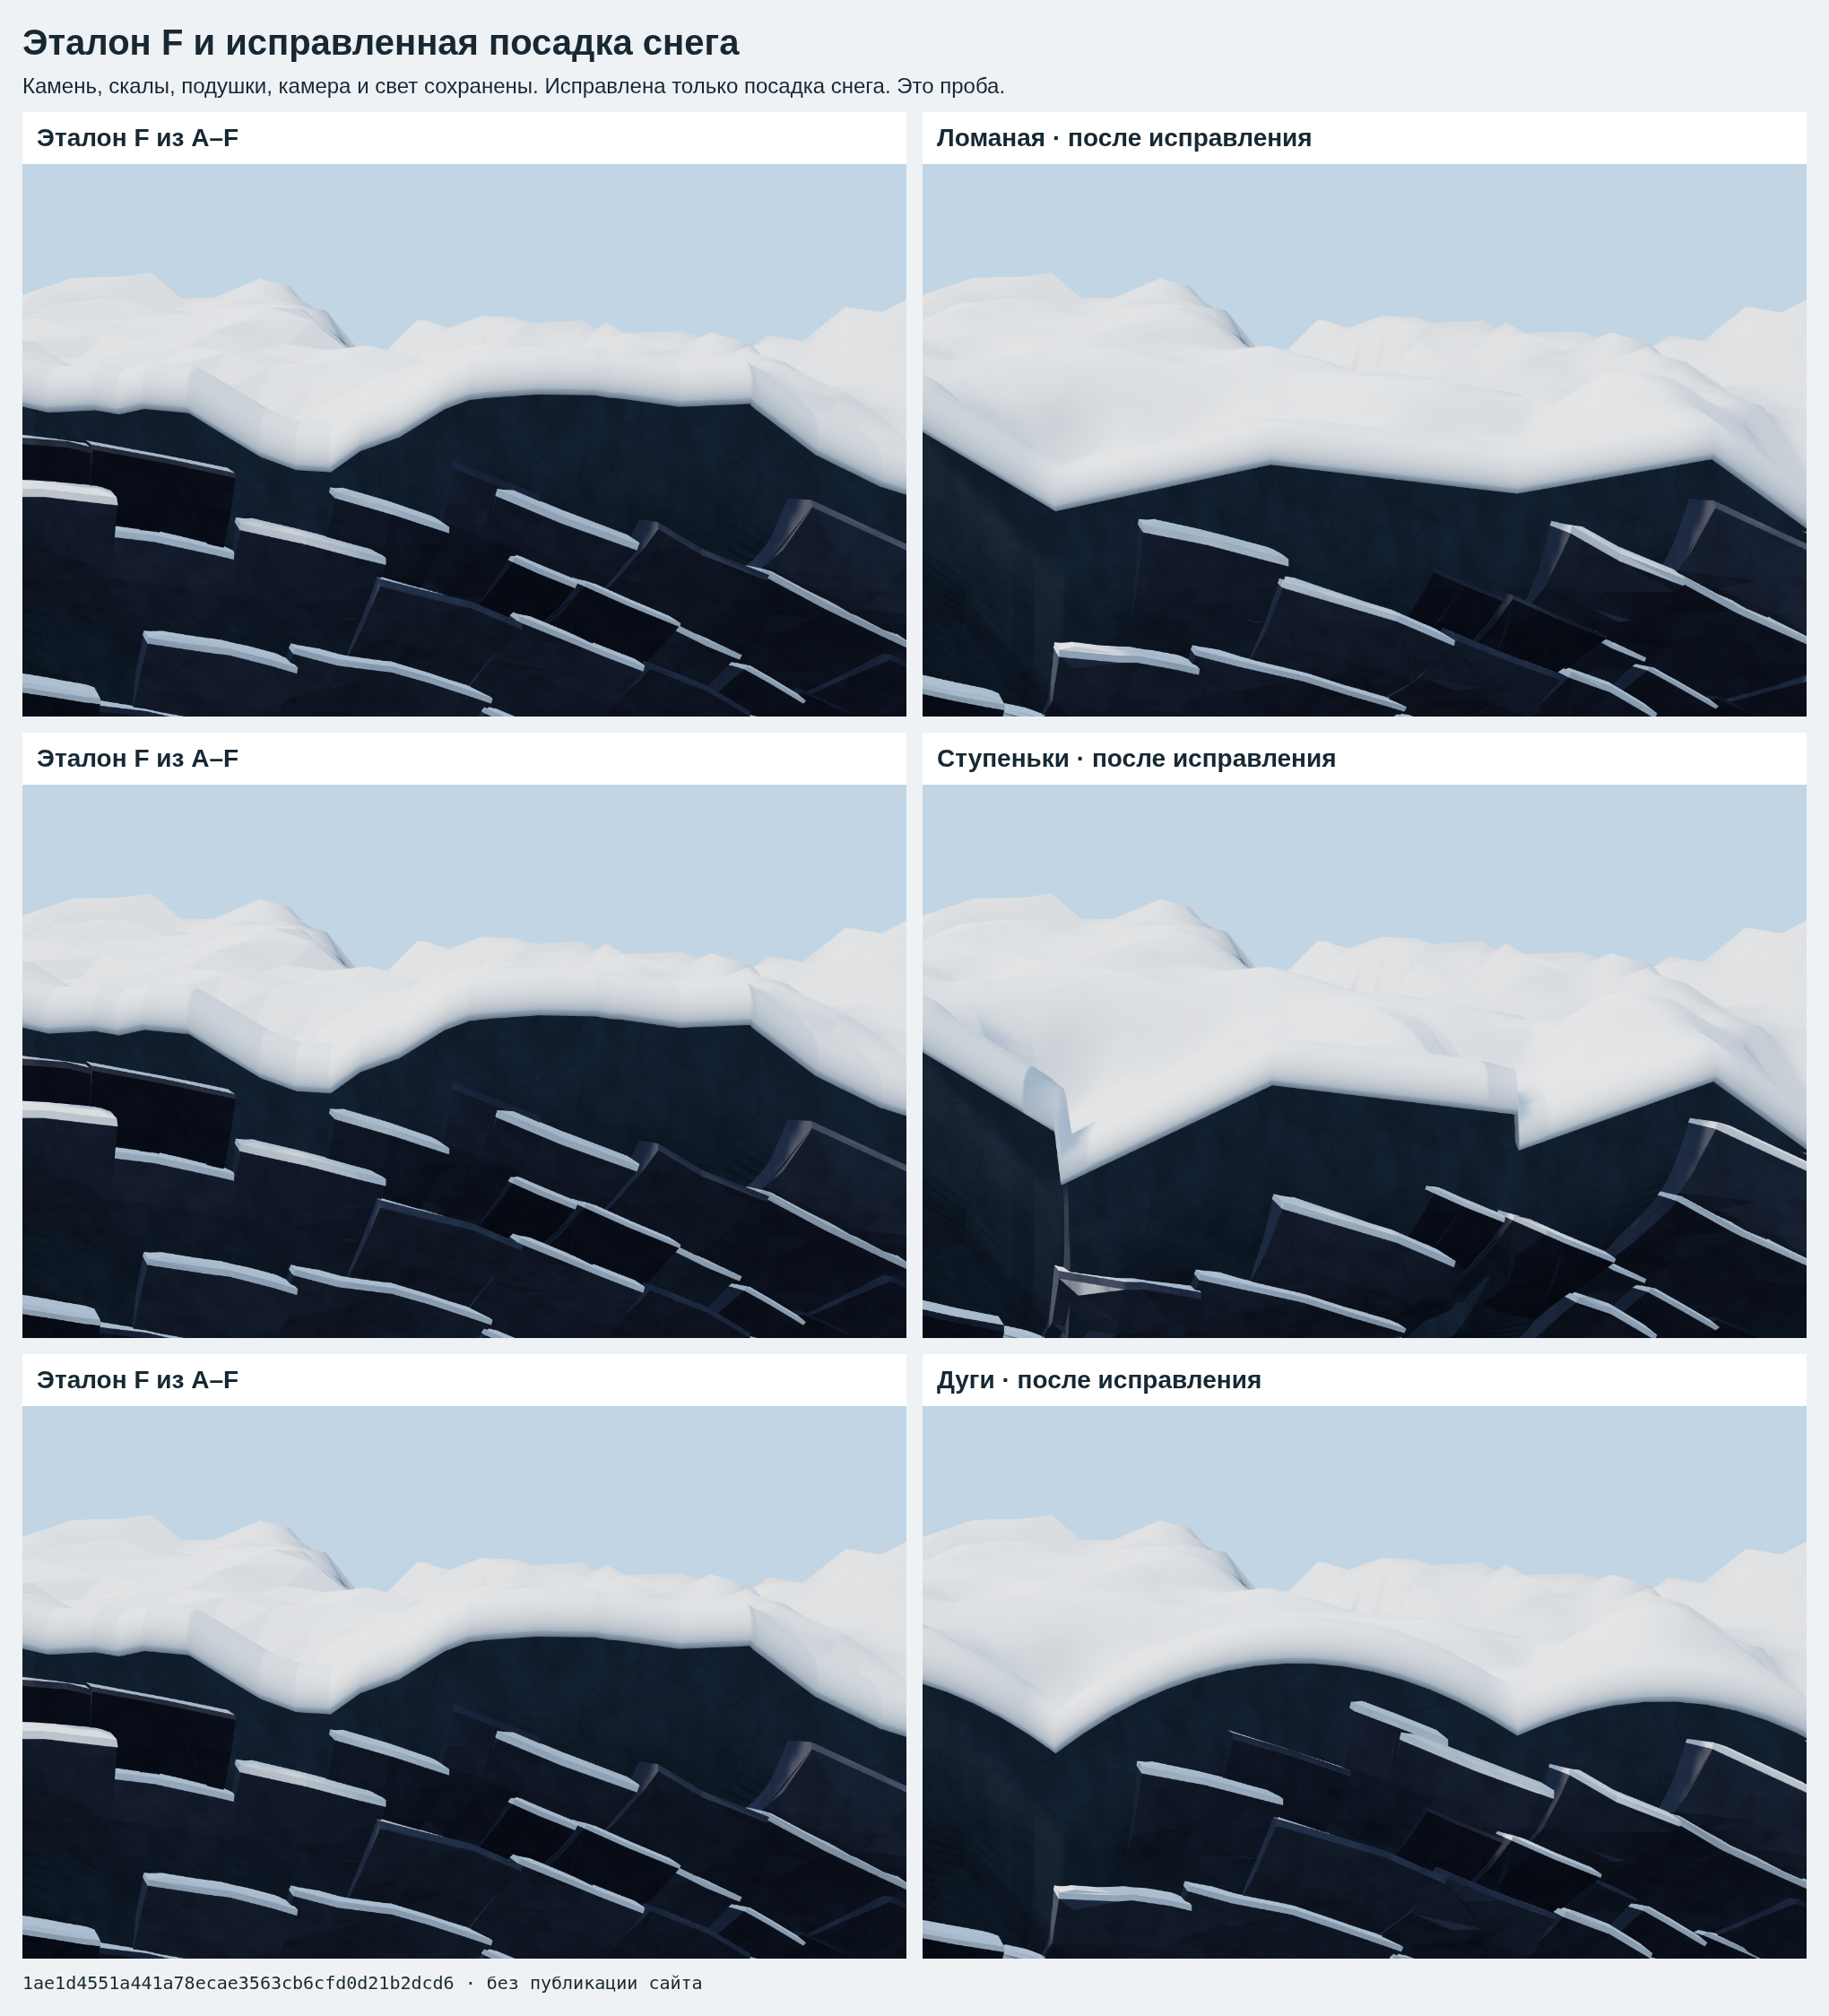 Эталон F и исправленная посадка снега
Камень, скалы, подушки, камера и свет сохранены. Исправлена только посадка снега. Это проба.
Эталон F из A–F
Ломаная · после исправления
Эталон F из A–F
Ступеньки · после исправления
Эталон F из A–F
Дуги · после исправления
1ae1d4551a441a78ecae3563cb6cfd0d21b2dcd6 · без публикации сайта